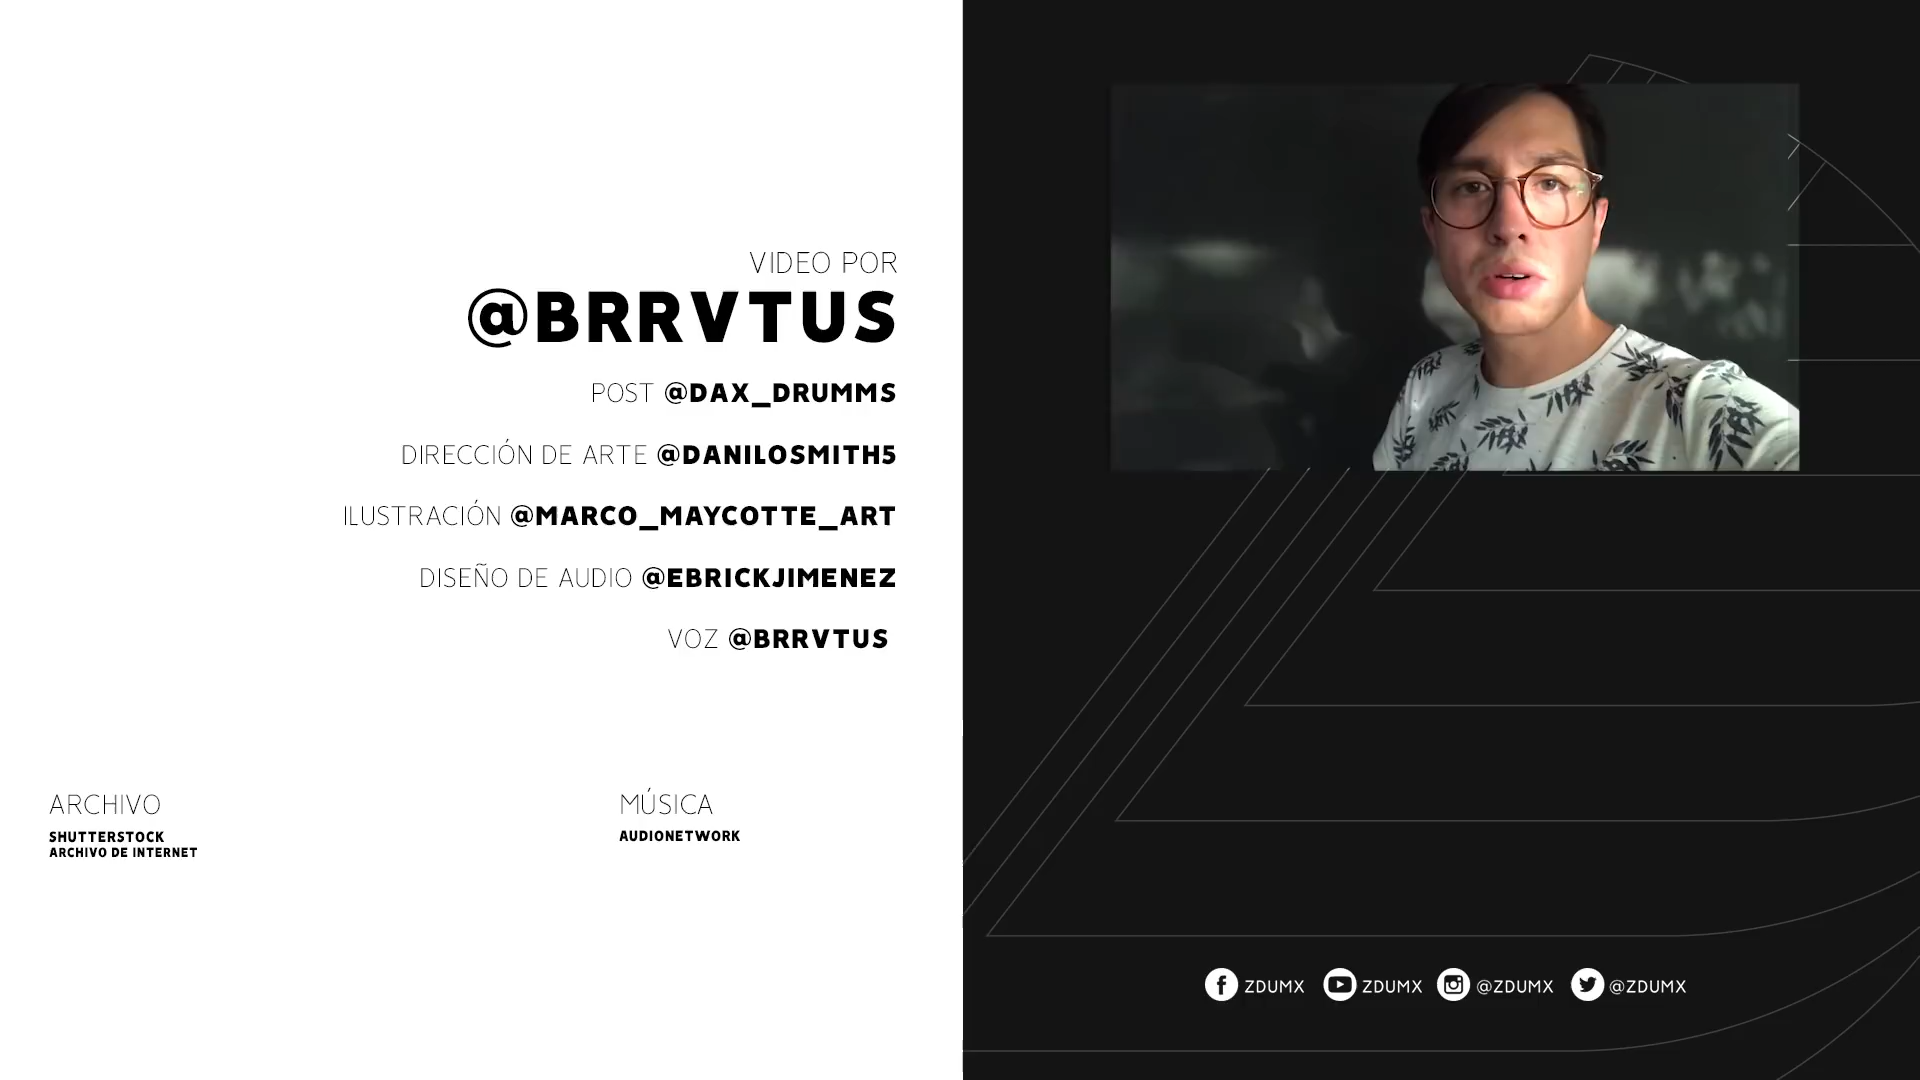 VIDEO POR
@BRRVTUS
POST @DAX_DRUMMS
DIRECCIÓN DE ARTE @DANILOSMITH5
ILUSTRACIÓN @MARCO_MAYCOTTE_ART
DISEÑO DE AUDIO @EBRICKJIMENEZ
VOZ @BRRVTUS
ARCHIVO
SHUTTERSTOCK
ARCHIVO DE INTERNET
MÚSICA
AUDIONETWORK
ZDUMX ZDUMX @ZDUMX @ZDUMX